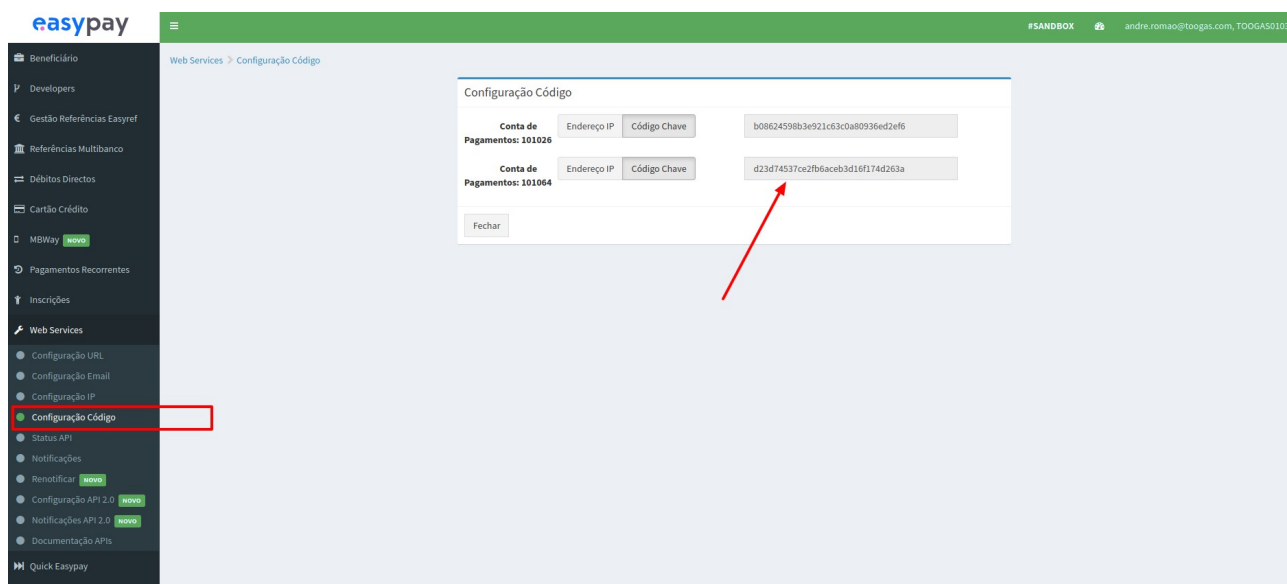 easypay
#SANDBOX andre.romao@toogas.com, TOOGAS0103
Beneficiário
Developers
Gestão Referências Easyref
Referências Multibanco
Débitos Directos
Cartão Crédito
MBWay NOVO
Pagamentos Recorrentes
Inscrições
Web Services
Configuração URL
Configuração Email
Configuração IP
Configuração Código
Status API
Notificações
Renotificar NOVO
Configuração API 2.0 NOVO
Notificações API 2.0 NOVO
Documentação APIs
Quick Easypay
Web Services Configuração Código
Configuração Código
Conta de
Pagamentos: 101026
Endereço IP Código Chave b08624598b3e921c63c0a80936ed2ef6
Conta de
Pagamentos: 101064
Endereço IP Código Chave d23d74537ce2fb6aceb3d16f174d263a
Fechar